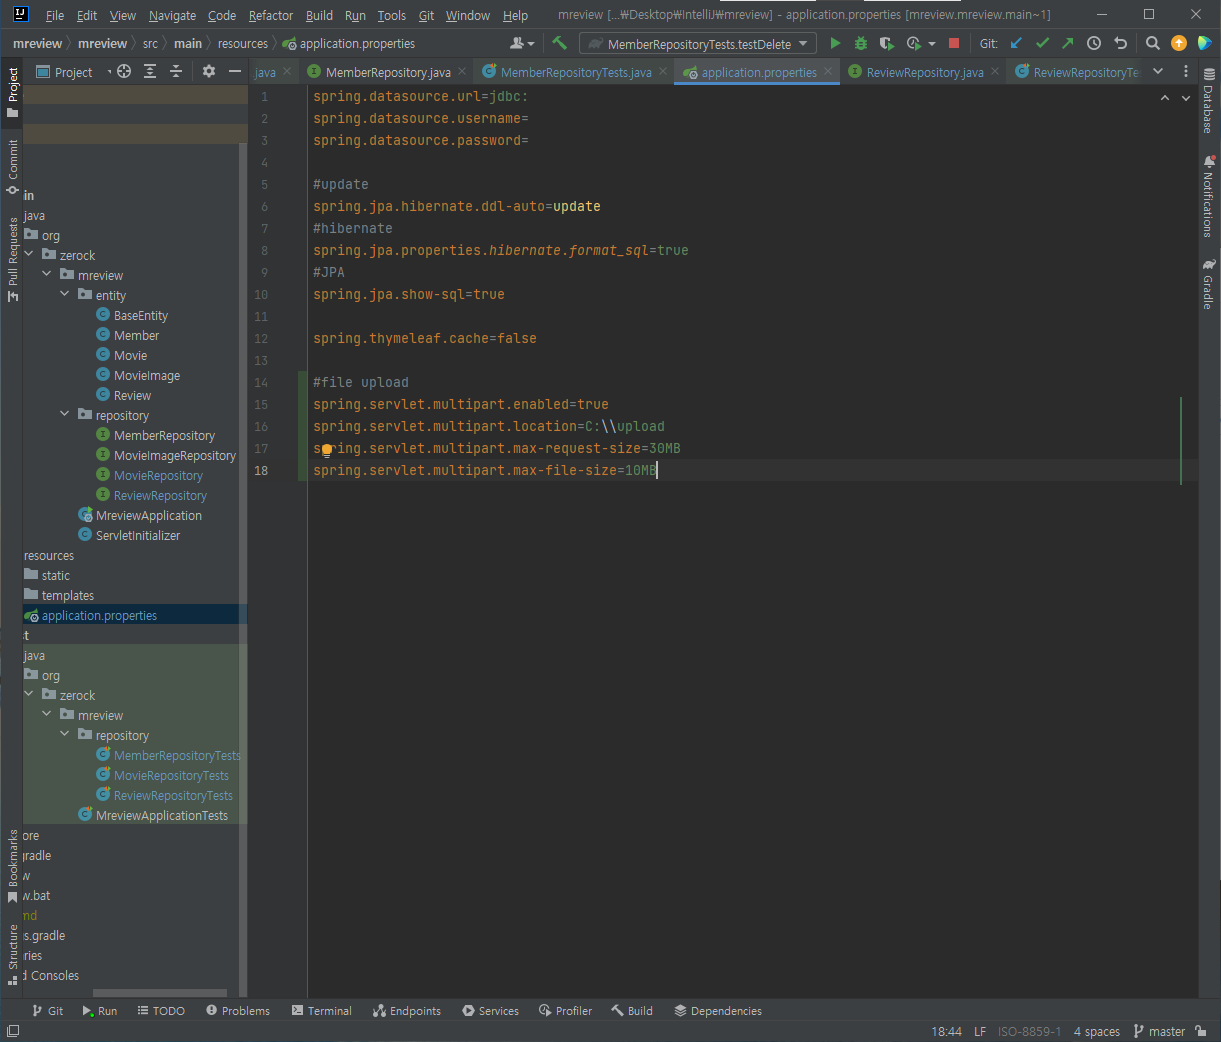 File Edit View Navigate Code Refactor Build Run Tools Git Window Help mreview [...₩Desktop₩IntelliJ₩mreview] - application.properties [mreview.mreview.main~1]
mreview mreview src main resources application.properties MemberRepositoryTests.testDelete Git:
Project java MemberRepository.java MemberRepositoryTests.java application.properties ReviewRepository.java ReviewRepositoryTe
Project
Commit
Pull Requests
Bookmarks
Structure
in
java
org
zerock
mreview
entity
BaseEntity
Member
Movie
MovieImage
Review
repository
MemberRepository
MovieImageRepository
MovieRepository
ReviewRepository
MreviewApplication
ServletInitializer
resources
static
templates
application.properties
t
java
org
zerock
mreview
repository
MemberRepositoryTests
MovieRepositoryTests
ReviewRepositoryTests
MreviewApplicationTests
ore
gradle
w
w.bat
md
s.gradle
ries
d Consoles
1 spring.datasource.url=jdbc:
2 spring.datasource.username=
3 spring.datasource.password=
4
5 #update
6 spring.jpa.hibernate.ddl-auto=update
7 #hibernate
8 spring.jpa.properties.hibernate.format_sql=true
9 #JPA
10 spring.jpa.show-sql=true
11
12 spring.thymeleaf.cache=false
13
14 #file upload
15 spring.servlet.multipart.enabled=true
16 spring.servlet.multipart.location=C:\\upload
17 spring.servlet.multipart.max-request-size=30MB
18 spring.servlet.multipart.max-file-size=10MB
Database
Notifications
Gradle
Git Run TODO Problems Terminal Endpoints Services Profiler Build Dependencies
18:44 LF ISO-8859-1 4 spaces master